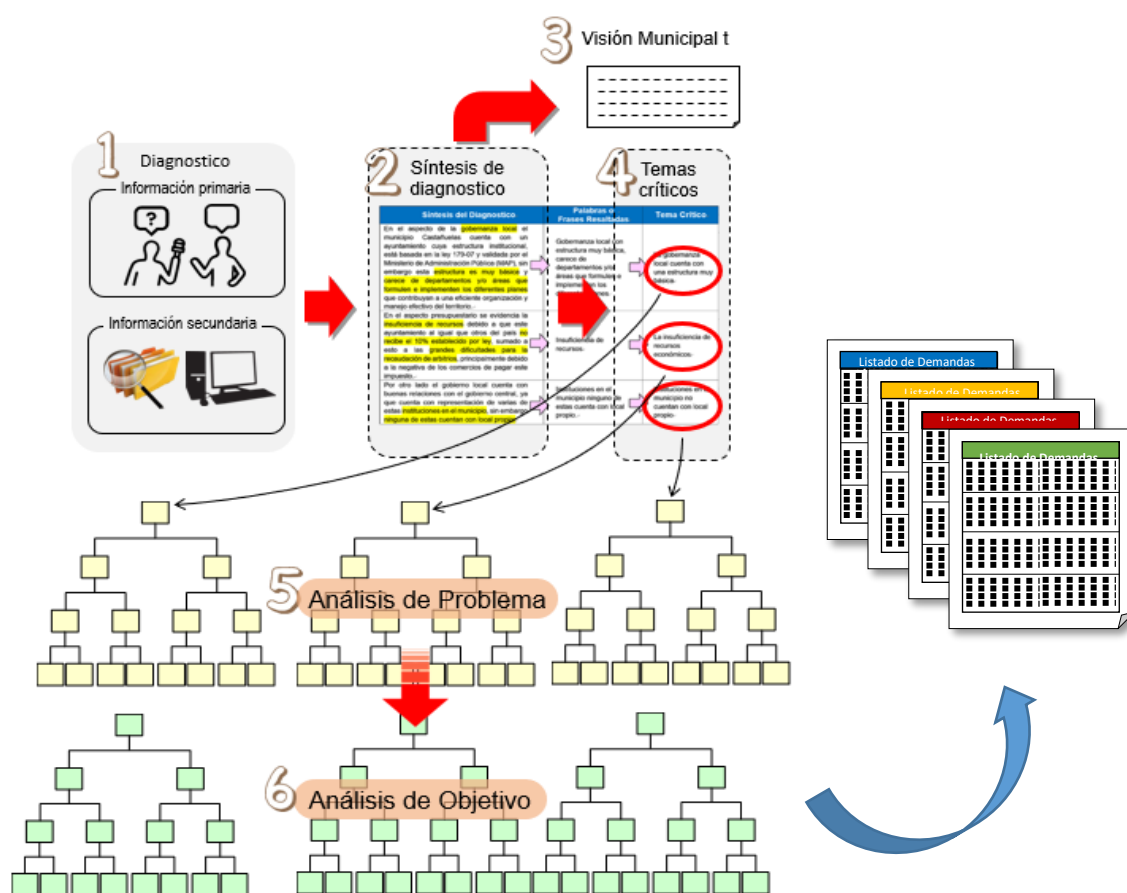 3 Visión Municipal t
1
Diagnostico
Información primaria
?
Información secundaria
2 Síntesis de
diagnostico
4 Temas
críticos
Síntesis del Diagnostico
Palabras o
Frases Resultadas
Tema Crítico
En el aspecto de la gobernanza local el
municipio Castañuelas cuenta con un
ayuntamiento cuya estructura institucional,
está basada en la ley 179-07 y validada por el
Ministerio de Administración Pública (MAP), sin
embargo esta estructura es muy básica y
carece de departamentos y/o áreas que
formulen e implementen los diferentes planes
que contribuyan a una eficiente organización y
manejo efectivo del territorio.-
Gobernanza local con
estructura muy básica,
carece de
departamentos y/o
áreas que formulen e
implementen los
gobernanza
local cuenta con
una estructura muy
básica.
En el aspecto presupuestario se evidencia la
insuficiencia de recursos debido a que este
ayuntamiento al igual que otros del país no
recibe el 10% establecido por ley, sumado a
esto a las grandes dificultades para la
recaudación de arbitrios, principalmente debido
a la negativa de los comercios de pagar este
impuesto.-
Insuficiencia de
recursos.-
La insuficiencia de
recursos
económicos-
Por otro lado el gobierno local cuenta con
buenas relaciones con el gobierno central, ya
que cuenta con representación de varias de
estas instituciones en el municipio, sin embargo
ninguna de estas cuentan con local propio-
Instituciones en el
municipio ninguno de
estas cuenta con local
propio.-
Instituciones en
municipio no
cuentan con local
propio-
Listado de Demandas
Listado de Demandas
Listado de Demandas
Listado de Demandas
5 Análisis de Problema
6 Análisis de Objetivo